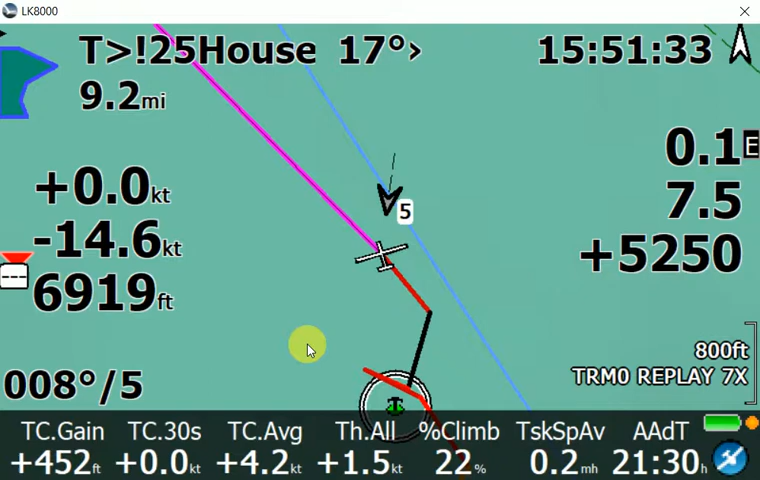 LK8000
T>!25House 17°› 15:51:33
9.2mi
0.1 E
+0.0kt 7.5
-14.6kt +5250
6919ft
---
5
800ft
008°/5 TRM0 REPLAY 7X
TC.Gain TC.30s TC.Avg Th.All %Climb TskSpAv AAdT
+452ft +0.0kt +4.2kt +1.5kt 22% 0.2mh 21:30h